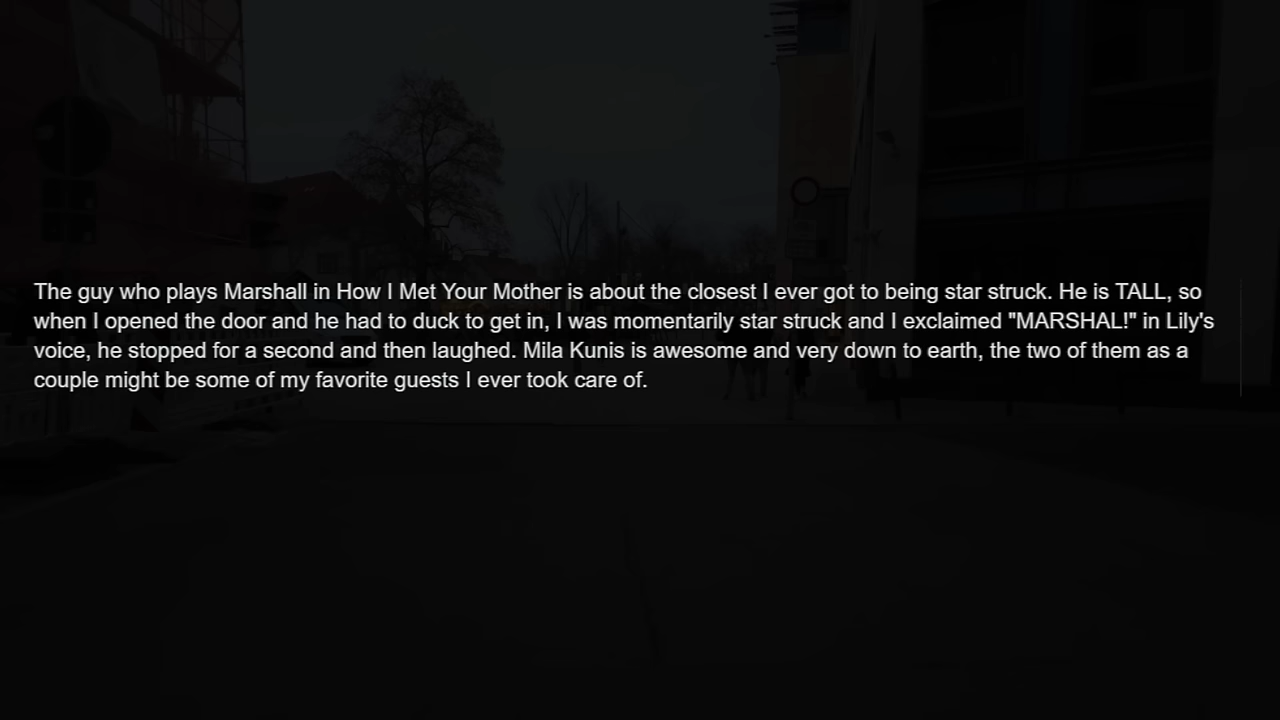 The guy who plays Marshall in How I Met Your Mother is about the closest I ever got to being star struck. He is TALL, so
when I opened the door and he had to duck to get in, I was momentarily star struck and I exclaimed "MARSHAL!" in Lily's
voice, he stopped for a second and then laughed. Mila Kunis is awesome and very down to earth, the two of them as a
couple might be some of my favorite guests I ever took care of.